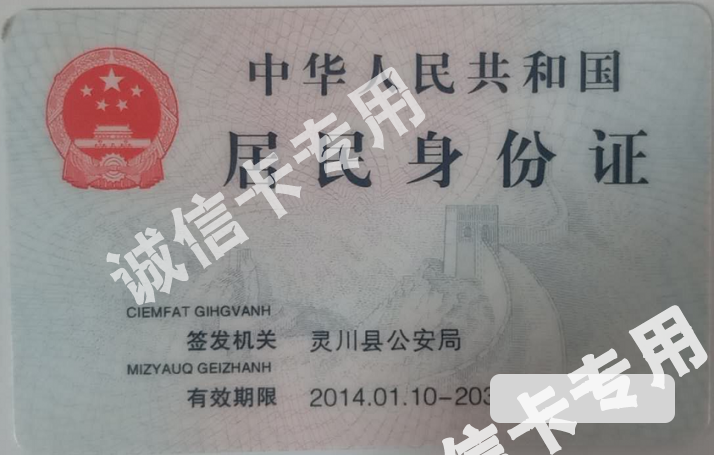 中华人民共和国
居民身份证
诚信卡专用
CIEMFAT GIHGVANH
签发机关 灵川县公安局
MIZYAUQ GEIZHANH
有效期限 2014.01.10-203
信卡专用